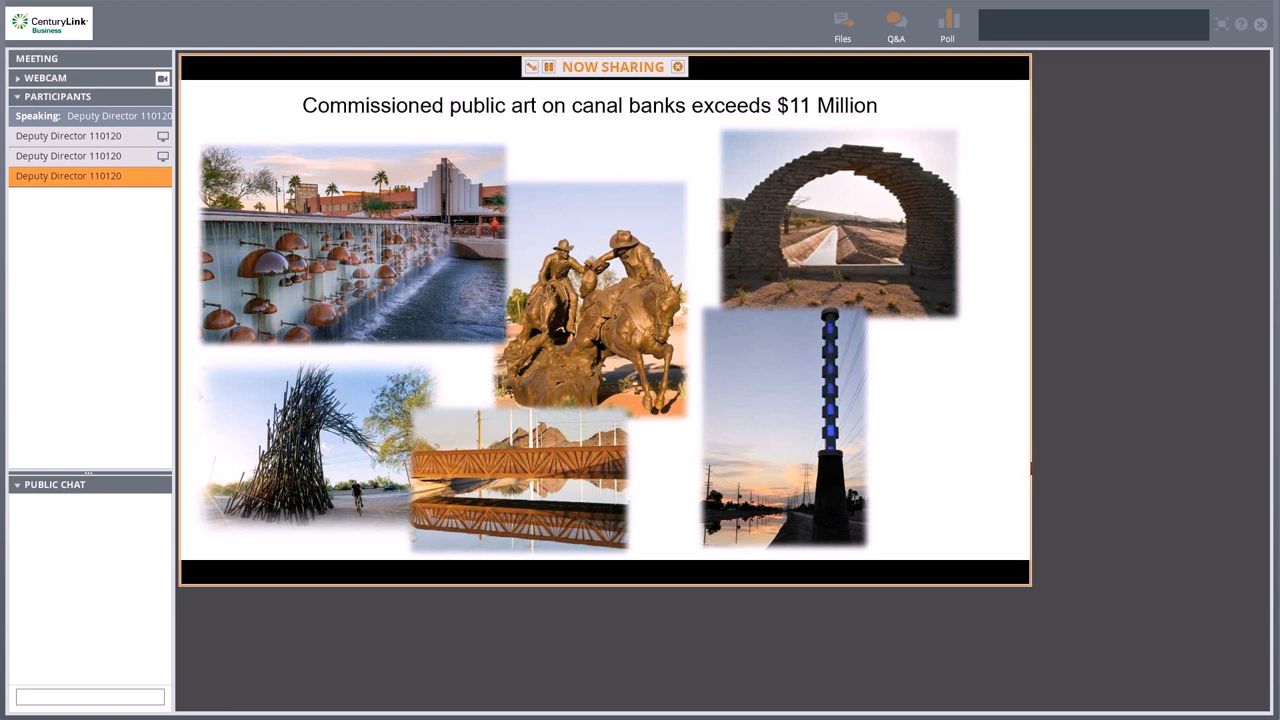 CenturyLink
Business
Files
Q&A
Poll
MEETING
WEBCAM
PARTICIPANTS
Speaking: Deputy Director 110120
Deputy Director 110120
Deputy Director 110120
Deputy Director 110120
PUBLIC CHAT
NOW SHARING
Commissioned public art on canal banks exceeds $11 Million